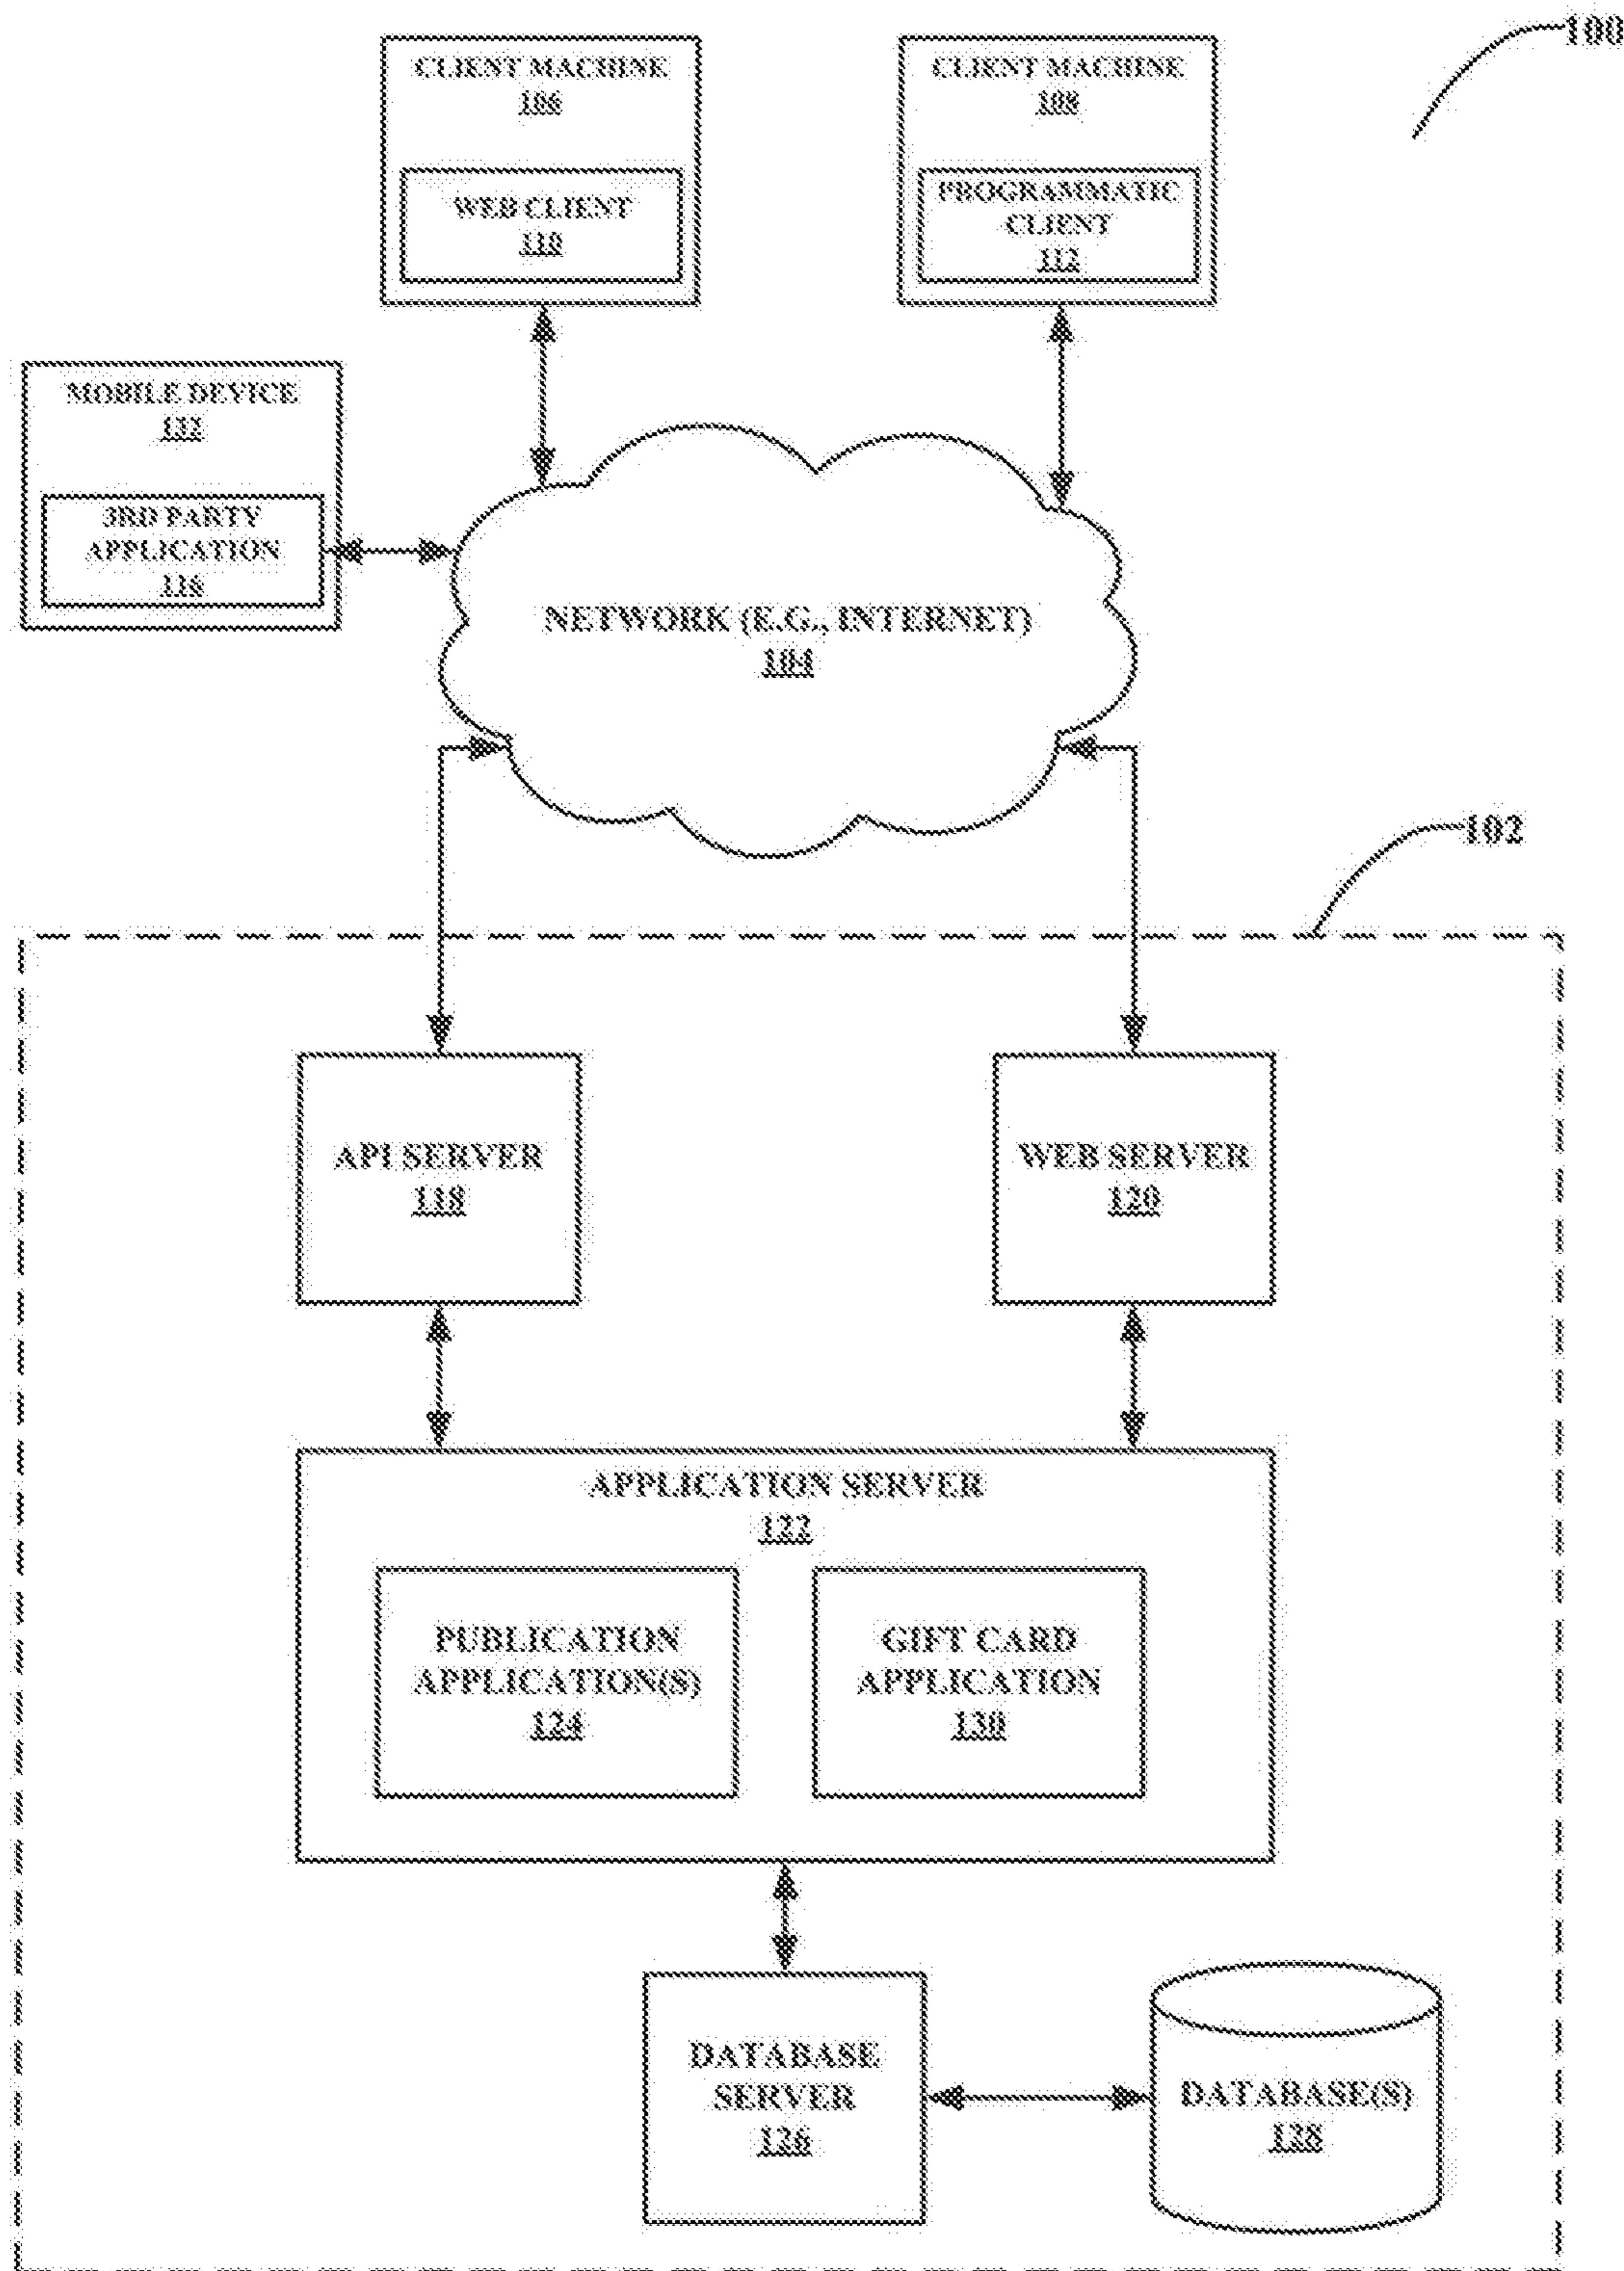 100
CLIENT MACHINE
106
WEB CLIENT
110
CLIENT MACHINE
108
PROGRAMMATIC
CLIENT
112
MOBILE DEVICE
132
3RD PARTY
APPLICATION
116
NETWORK (E.G., INTERNET)
104
102
API SERVER
118
WEB SERVER
120
APPLICATION SERVER
122
PUBLICATION
APPLICATION(S)
124
GIFT CARD
APPLICATION
130
DATABASE
SERVER
126
DATABASE(S)
128